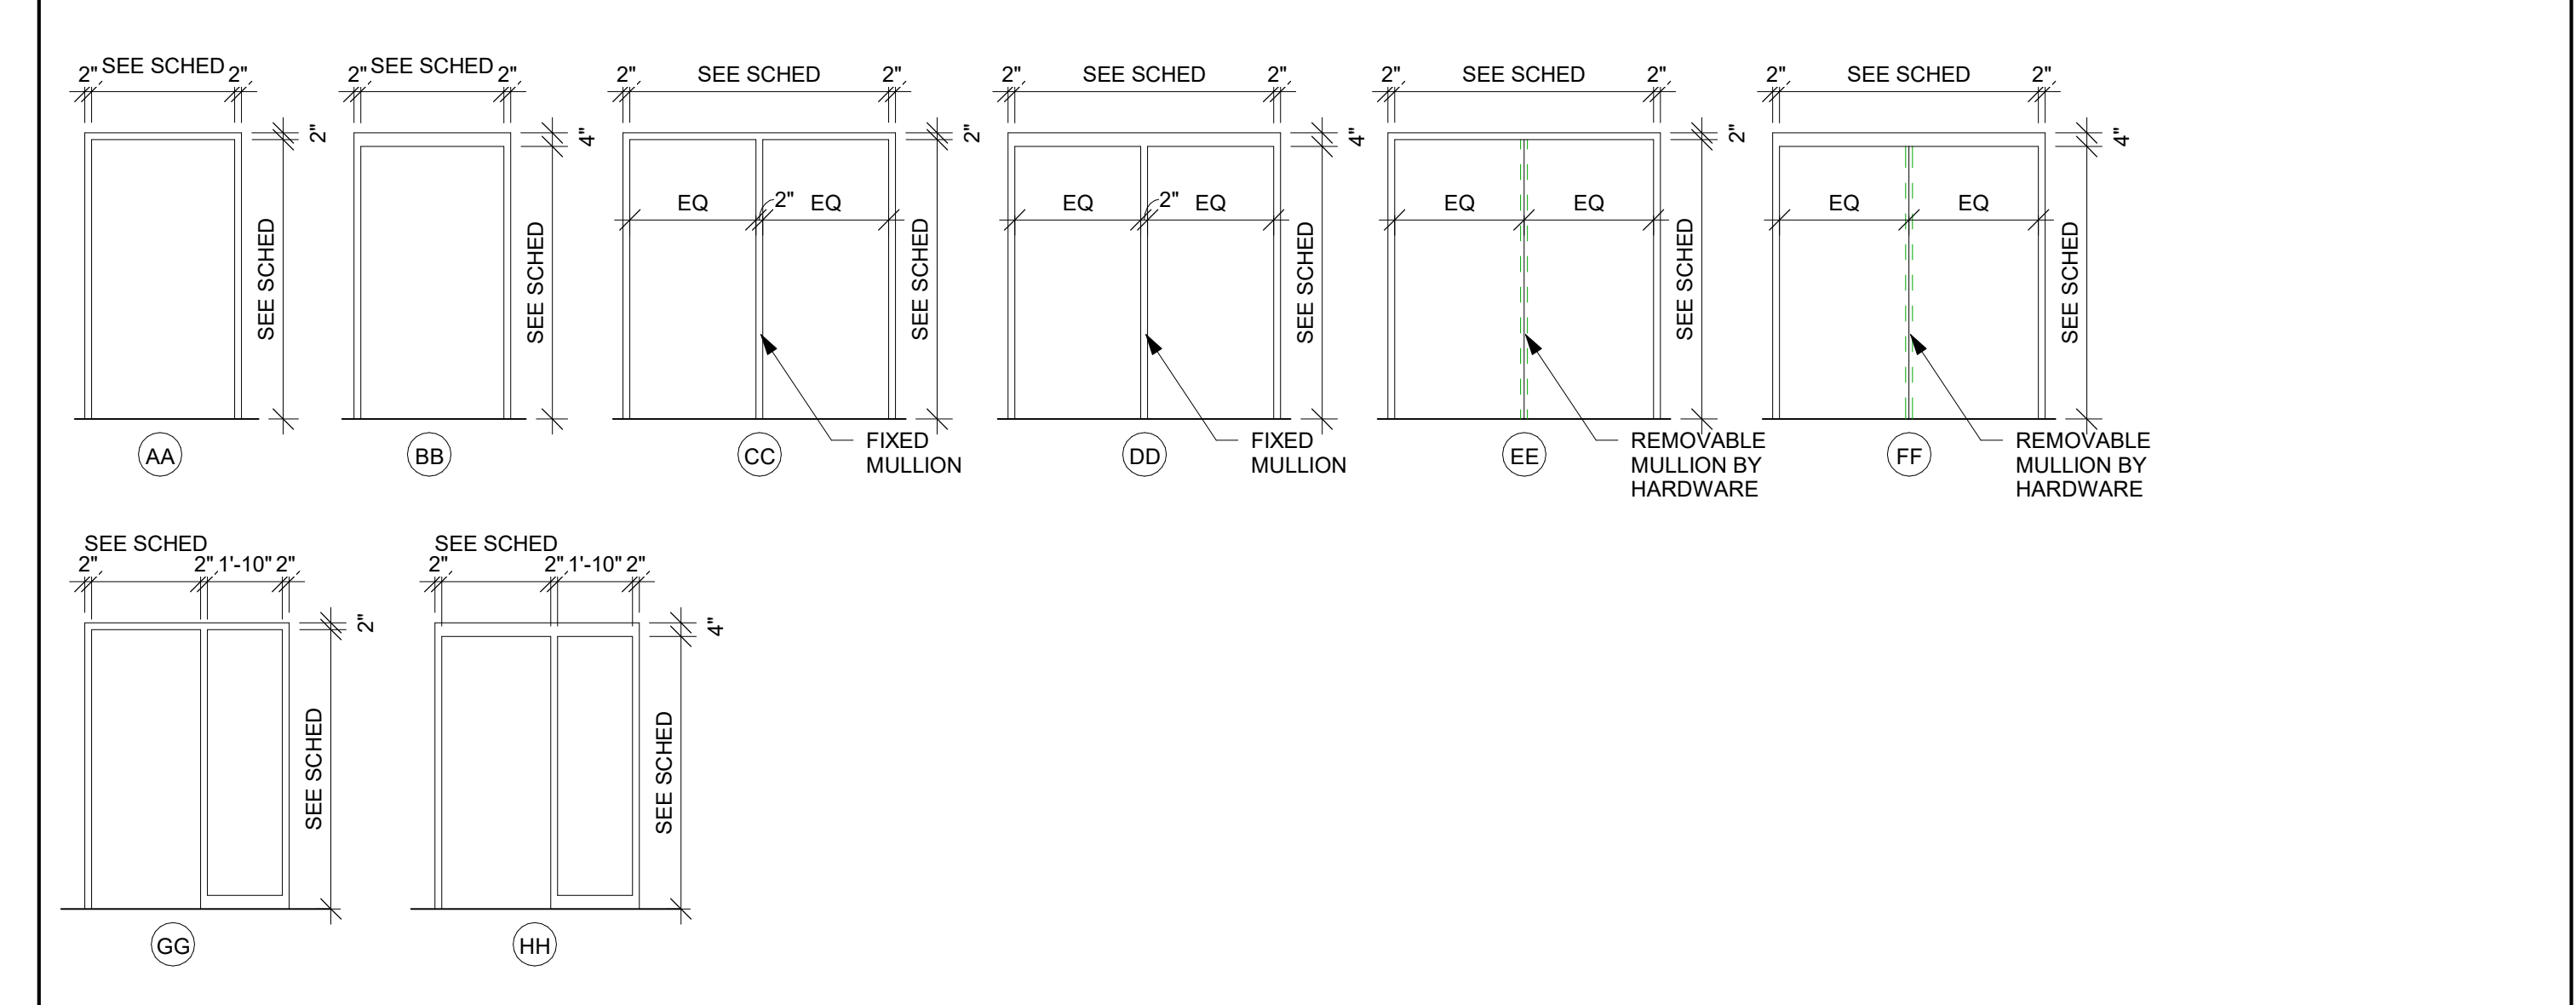 2" SEE SCHED 2"
2"
SEE SCHED
AA
2" SEE SCHED 2"
4"
SEE SCHED
BB
2" SEE SCHED 2"
2"
EQ 2" EQ
SEE SCHED
FIXED
MULLION
CC
2" SEE SCHED 2"
4"
EQ 2" EQ
SEE SCHED
FIXED
MULLION
DD
2" SEE SCHED 2"
2"
EQ EQ
SEE SCHED
REMOVABLE
MULLION BY
HARDWARE
EE
2" SEE SCHED 2"
4"
EQ EQ
SEE SCHED
REMOVABLE
MULLION BY
HARDWARE
FF
SEE SCHED
2" 2" 1'-10" 2"
2"
SEE SCHED
GG
SEE SCHED
2" 2" 1'-10" 2"
4"
SEE SCHED
HH